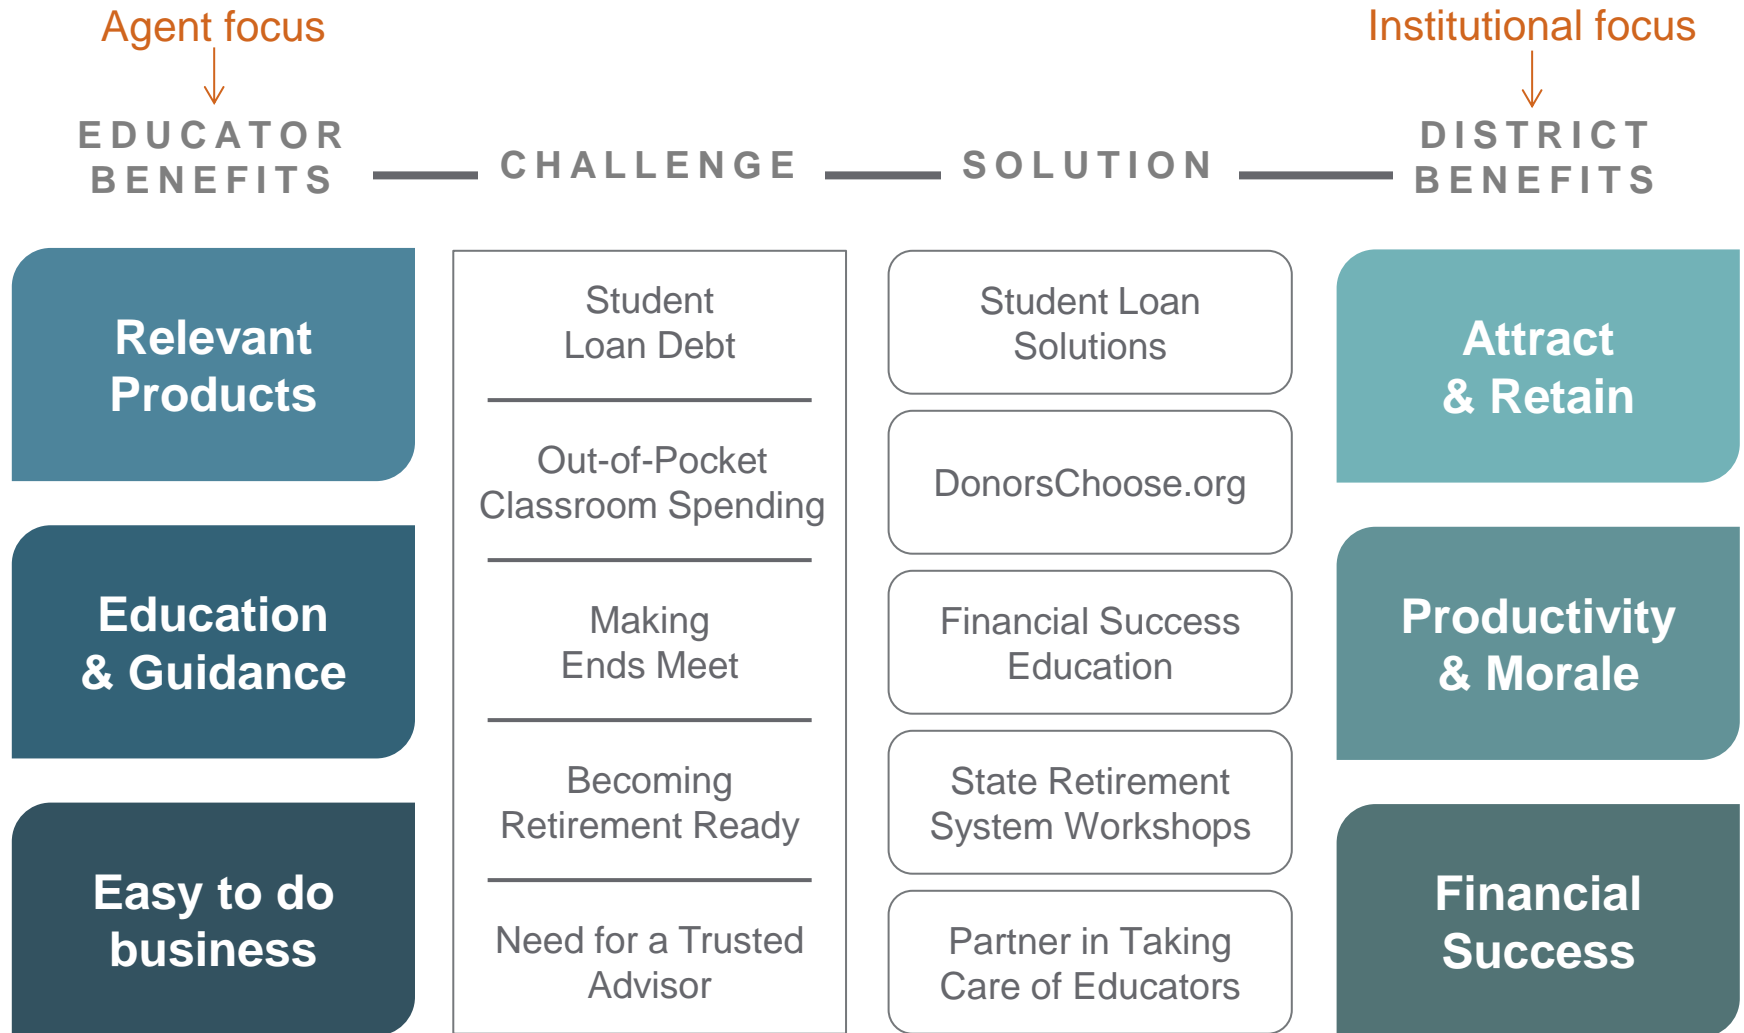 Agent focus
Institutional focus
EDUCATOR
BENEFITS
CHALLENGE
SOLUTION
DISTRICT
BENEFITS
Relevant
Products
Education
& Guidance
Easy to do
business
Student
Loan Debt
Out-of-Pocket
Classroom Spending
Making
Ends Meet
Becoming
Retirement Ready
Need for a Trusted
Advisor
Student Loan
Solutions
DonorsChoose.org
Financial Success
Education
State Retirement
System Workshops
Partner in Taking
Care of Educators
Attract
& Retain
Productivity
& Morale
Financial
Success